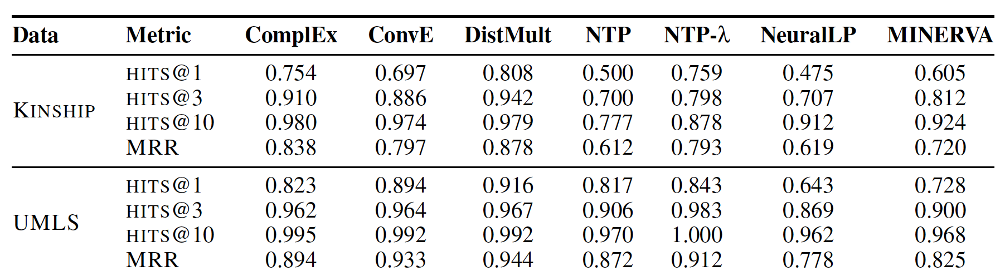 Data Metric ComplEx ConvE DistMult NTP NTP-λ NeuralLP MINERVA
HITS@1 0.754 0.697 0.808 0.500 0.759 0.475 0.605
HITS@3 0.910 0.886 0.942 0.700 0.798 0.707 0.812
KINSHIP
HITS@10 0.980 0.974 0.979 0.777 0.878 0.912 0.924
MRR 0.838 0.797 0.878 0.612 0.793 0.619 0.720
HITS@1 0.823 0.894 0.916 0.817 0.843 0.643 0.728
HITS@3 0.962 0.964 0.967 0.906 0.983 0.869 0.900
UMLS
HITS@10 0.995 0.992 0.992 0.970 1.000 0.962 0.968
MRR 0.894 0.933 0.944 0.872 0.912 0.778 0.825